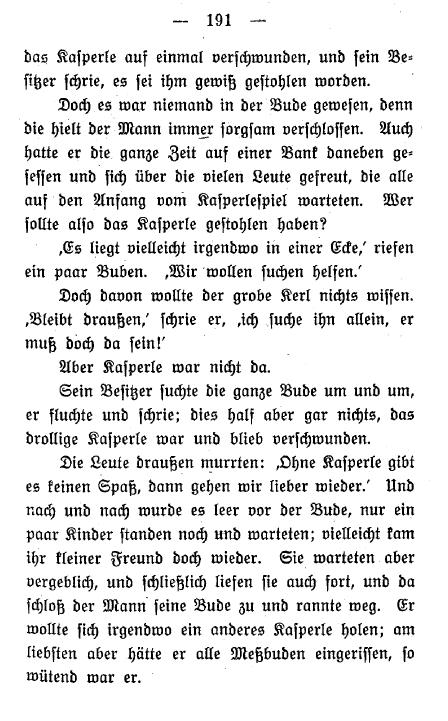 — 191 —
das Kasperle auf einmal verschwunden, und sein Be-
sitzer schrie, es sei ihm gewiß gestohlen worden.
Doch es war niemand in der Bude gewesen, denn
die hielt der Mann immer sorgsam verschlossen. Auch
hatte er die ganze Zeit auf einer Bank daneben ge-
sessen und sich über die vielen Leute gefreut, die alle
auf den Anfang vom Kasperlespiel warteten. Wer
sollte also das Kasperle gestohlen haben?
‚Es liegt vielleicht irgendwo in einer Ecke,‘ riefen
ein paar Buben. ‚Wir wollen suchen helfen.‘
Doch davon wollte der grobe Kerl nichts wissen.
‚Bleibt draußen,‘ schrie er, ‚ich suche ihn allein, er
muß doch da sein!‘
Aber Kasperle war nicht da.
Sein Besitzer suchte die ganze Bude um und um,
er fluchte und schrie; dies half aber gar nichts, das
drollige Kasperle war und blieb verschwunden.
Die Leute draußen murrten: ‚Ohne Kasperle gibt
es keinen Spaß, dann gehen wir lieber wieder.‘ Und
nach und nach wurde es leer vor der Bude, nur ein
paar Kinder standen noch und warteten; vielleicht kam
ihr kleiner Freund doch wieder. Sie warteten aber
vergeblich, und schließlich liefen sie auch fort, und da
schloß der Mann seine Bude zu und rannte weg. Er
wollte sich irgendwo ein anderes Kasperle holen; am
liebsten aber hätte er alle Meßbuden eingerissen, so
wütend war er.